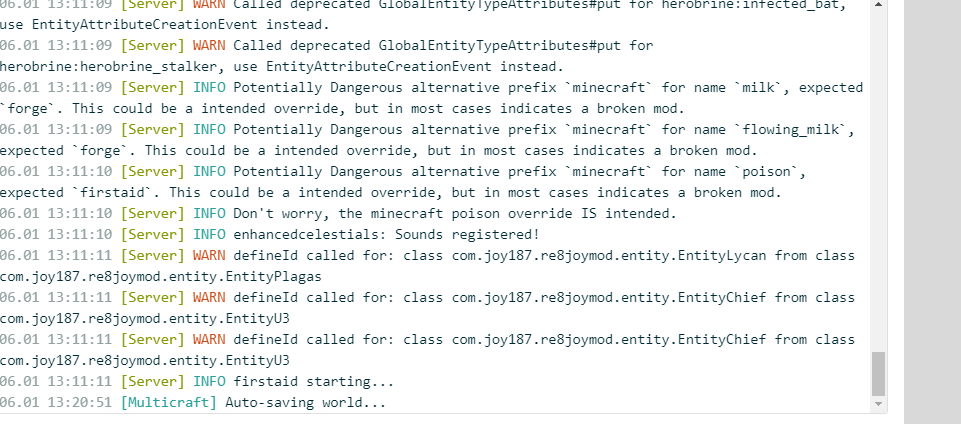 06.01 13:11:09 [Server] WARN Called deprecated GlobalEntityTypeAttributes#put for herobrine:infected_bat,
use EntityAttributeCreationEvent instead.
06.01 13:11:09 [Server] WARN Called deprecated GlobalEntityTypeAttributes#put for
herobrine:herobrine_stalker, use EntityAttributeCreationEvent instead.
06.01 13:11:09 [Server] INFO Potentially Dangerous alternative prefix `minecraft` for name `milk`, expected
`forge`. This could be a intended override, but in most cases indicates a broken mod.
06.01 13:11:09 [Server] INFO Potentially Dangerous alternative prefix `minecraft` for name `flowing_milk`,
expected `forge`. This could be a intended override, but in most cases indicates a broken mod.
06.01 13:11:10 [Server] INFO Potentially Dangerous alternative prefix `minecraft` for name `poison`,
expected `firstaid`. This could be a intended override, but in most cases indicates a broken mod.
06.01 13:11:10 [Server] INFO Don't worry, the minecraft poison override IS intended.
06.01 13:11:10 [Server] INFO enhancedcelestials: Sounds registered!
06.01 13:11:11 [Server] WARN defineId called for: class com.joy187.re8joymod.entity.EntityLycan from class
com.joy187.re8joymod.entity.EntityPlagas
06.01 13:11:11 [Server] WARN defineId called for: class com.joy187.re8joymod.entity.EntityChief from class
com.joy187.re8joymod.entity.EntityU3
06.01 13:11:11 [Server] WARN defineId called for: class com.joy187.re8joymod.entity.EntityChief from class
com.joy187.re8joymod.entity.EntityU3
06.01 13:11:11 [Server] INFO firstaid starting...
06.01 13:20:51 [Multicraft] Auto-saving world...